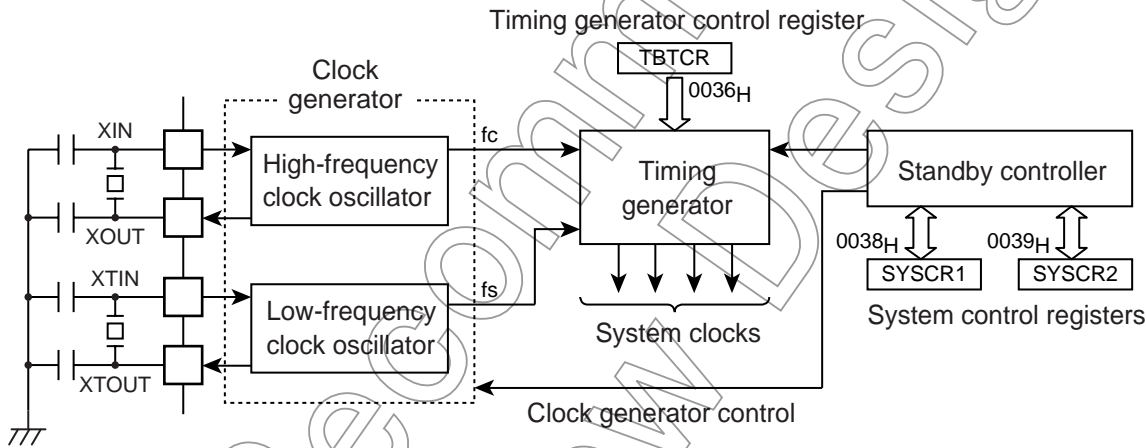 Timing generator control register
TBTCR
0036H
Clock
generator
XIN
XOUT
High-frequency
clock oscillator
fc
Timing
generator
Standby controller
0038H
0039H
SYSCR1
SYSCR2
System control registers
XTIN
XTOUT
Low-frequency
clock oscillator
fs
System clocks
Clock generator control